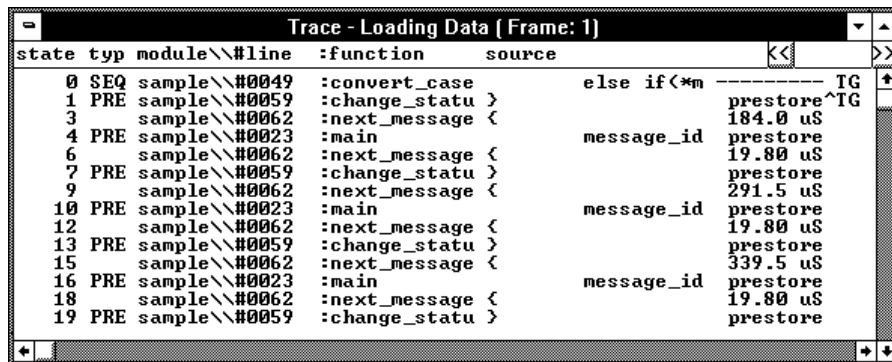 Trace - Loading Data ( Frame: 1)
state typ module\\#line :function source << >>
0 SEQ sample\\#0049 :convert_case else if(*m ---------- TG
1 PRE sample\\#0059 :change_statu } prestore^TG
3 sample\\#0062 :next_message { 184.0 uS
4 PRE sample\\#0023 :main message_id prestore
6 sample\\#0062 :next_message { 19.80 uS
7 PRE sample\\#0059 :change_statu } prestore
9 sample\\#0062 :next_message { 291.5 uS
10 PRE sample\\#0023 :main message_id prestore
12 sample\\#0062 :next_message { 19.80 uS
13 PRE sample\\#0059 :change_statu } prestore
15 sample\\#0062 :next_message { 339.5 uS
16 PRE sample\\#0023 :main message_id prestore
18 sample\\#0062 :next_message { 19.80 uS
19 PRE sample\\#0059 :change_statu } prestore